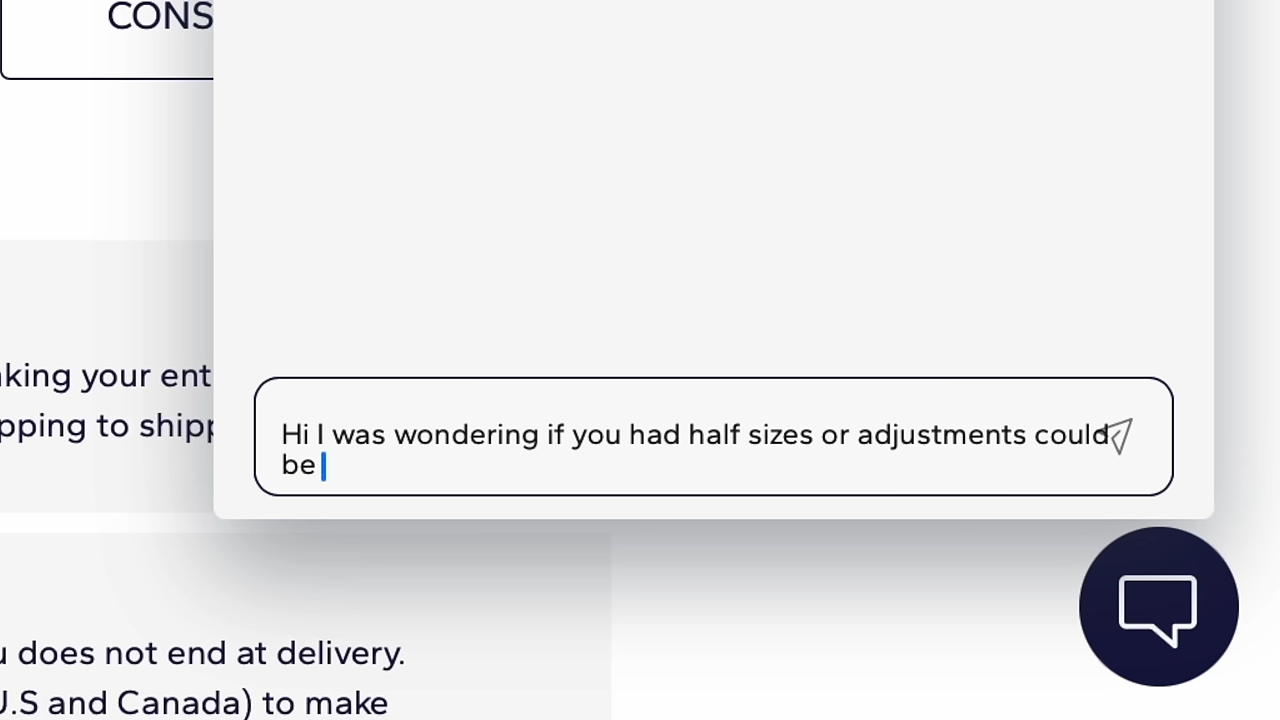 CONS
king your ent
pping to ship
Hi I was wondering if you had half sizes or adjustments could
be
does not end at delivery.
U.S and Canada) to make